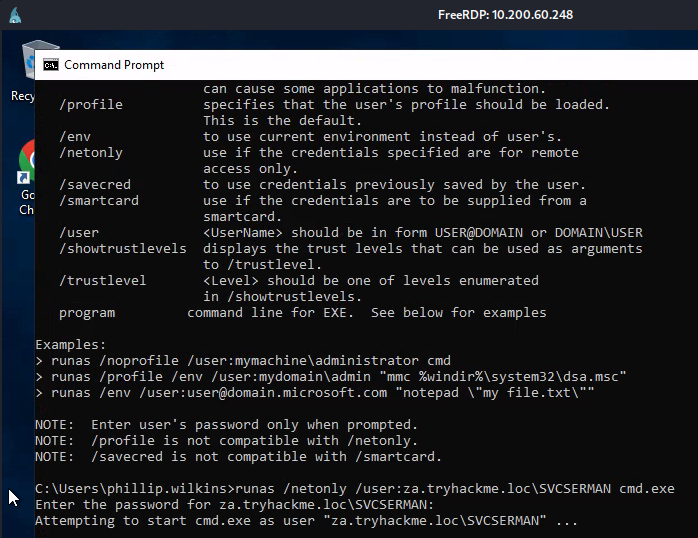 FreeRDP: 10.200.60.248
Command Prompt
Recy
Go
Ch
can cause some applications to malfunction.
/profile specifies that the user's profile should be loaded.
This is the default.
/env to use current environment instead of user's.
/netonly use if the credentials specified are for remote
access only.
/savecred to use credentials previously saved by the user.
/smartcard use if the credentials are to be supplied from a
smartcard.
/user <UserName> should be in form USER@DOMAIN or DOMAIN\USER
/showtrustlevels displays the trust levels that can be used as arguments
to /trustlevel.
/trustlevel <Level> should be one of levels enumerated
in /showtrustlevels.
program command line for EXE. See below for examples
Examples:
> runas /noprofile /user:mymachine\administrator cmd
> runas /profile /env /user:mydomain\admin "mmc %windir%\system32\dsa.msc"
> runas /env /user:user@domain.microsoft.com "notepad \"my file.txt\""
NOTE: Enter user's password only when prompted.
NOTE: /profile is not compatible with /netonly.
NOTE: /savecred is not compatible with /smartcard.
C:\Users\phillip.wilkins>runas /netonly /user:za.tryhackme.loc\SVCSERMAN cmd.exe
Enter the password for za.tryhackme.loc\SVCSERMAN:
Attempting to start cmd.exe as user "za.tryhackme.loc\SVCSERMAN" ...